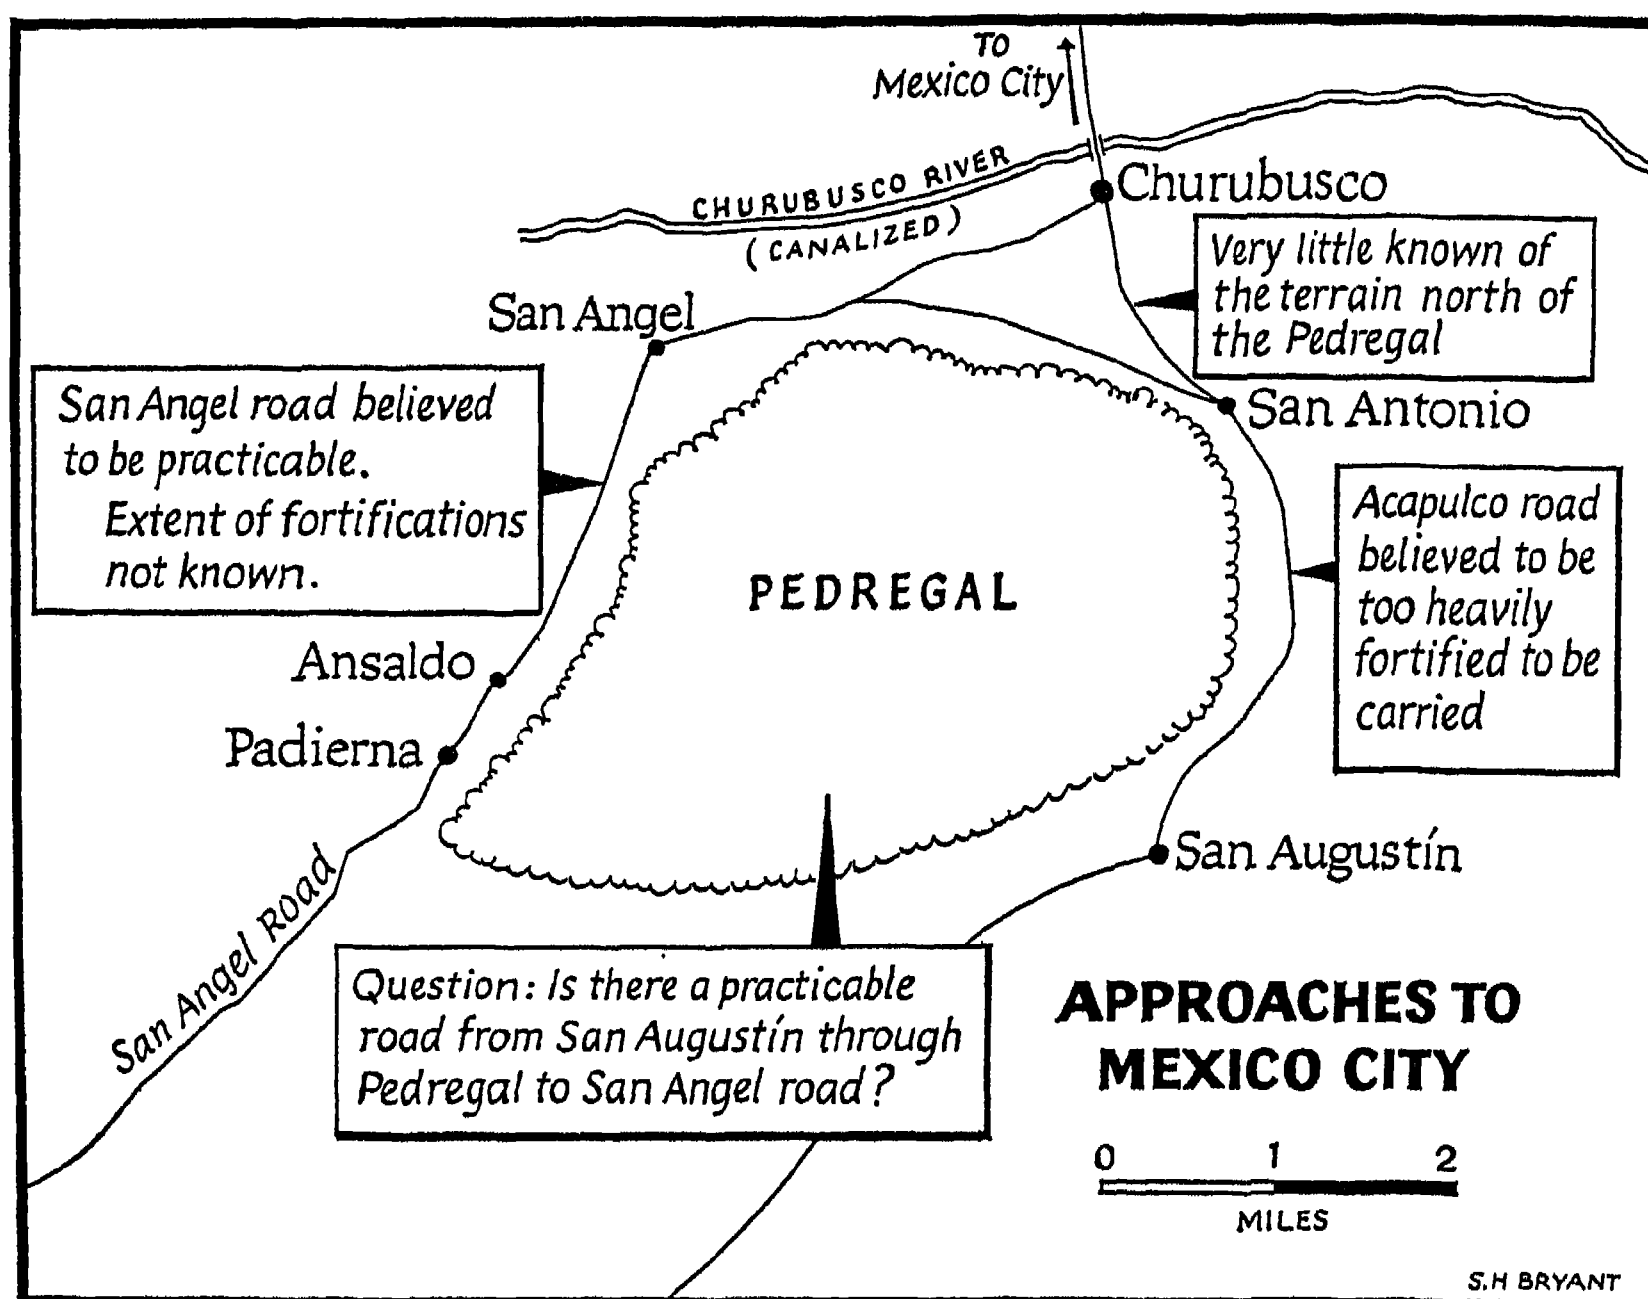 TO
Mexico City
CHURUBUSCO RIVER
(CANALIZED)
Churubusco
Very little known of
the terrain north of
the Pedregal
San Angel
San Angel road believed
to be practicable.
Extent of fortifications
not known.
San Antonio
Acapulco road
believed to be
too heavily
fortified to be
carried
PEDREGAL
Ansaldo
Padierna
San Augustín
San Angel Road
Question: Is there a practicable
road from San Augustín through
Pedregal to San Angel road?
APPROACHES TO
MEXICO CITY
0 1 2
MILES
S.H BRYANT